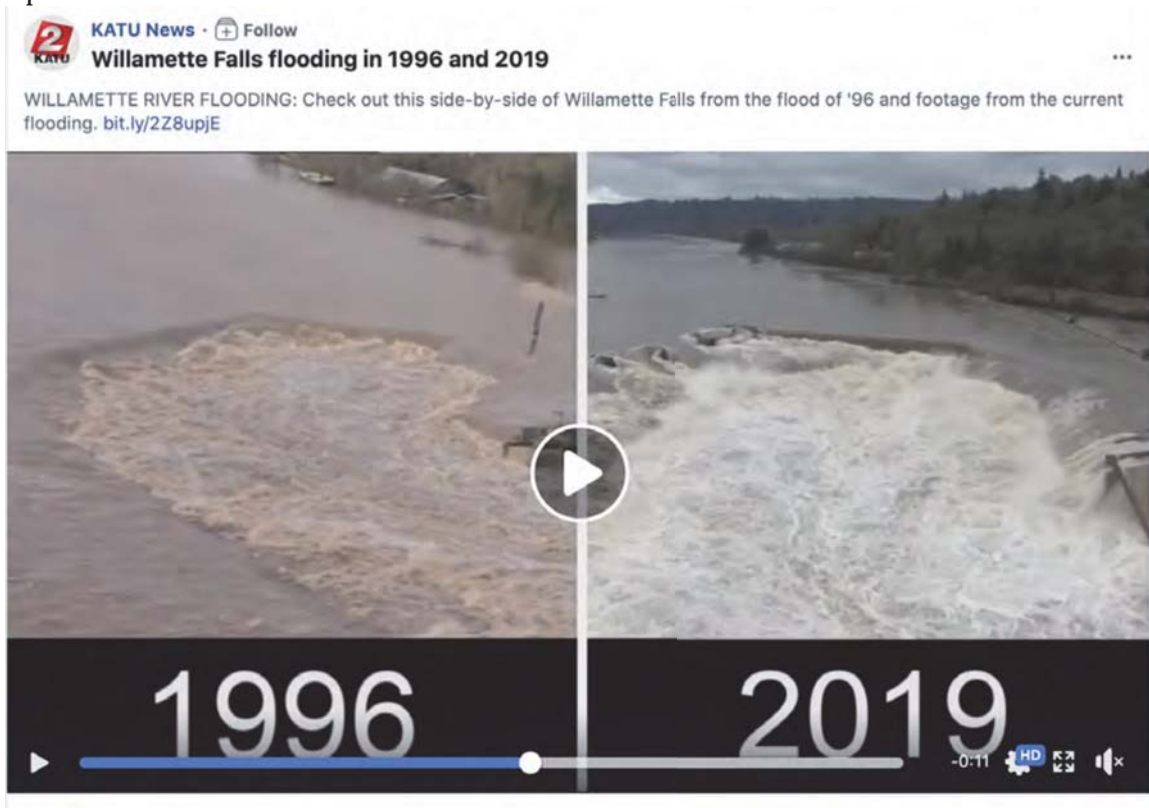 2
KATU
KATU News · Follow
Willamette Falls flooding in 1996 and 2019
WILLAMETTE RIVER FLOODING: Check out this side-by-side of Willamette Falls from the flood of '96 and footage from the current
flooding. bit.ly/2Z8upjE
1996
2019
-0:11
HD